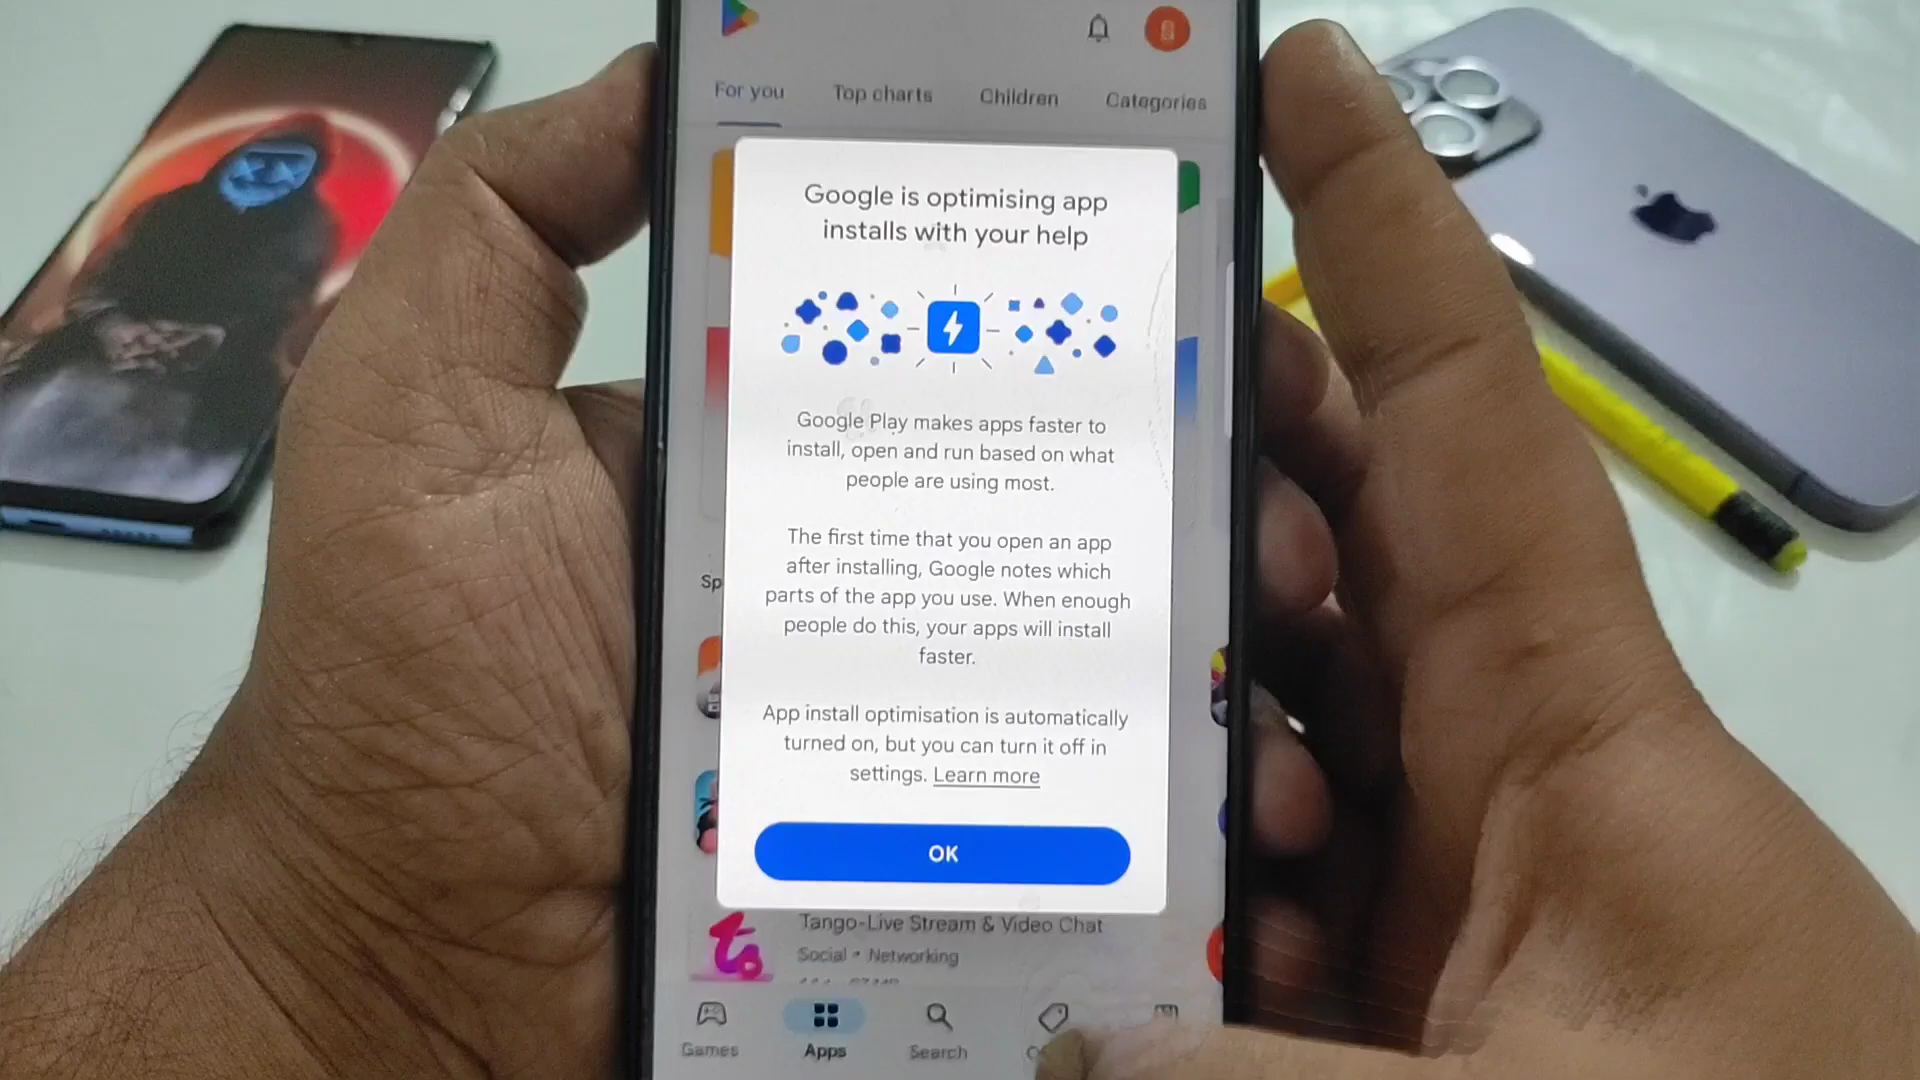 For you Top charts Children Categories
Google is optimising app
installs with your help
Google Play makes apps faster to
install, open and run based on what
people are using most.
The first time that you open an app
after installing, Google notes which
parts of the app you use. When enough
people do this, your apps will install
faster.
App install optimisation is automatically
turned on, but you can turn it off in
settings. Learn more
OK
Sp
Tango-Live Stream & Video Chat
Social • Networking
Games Apps Search